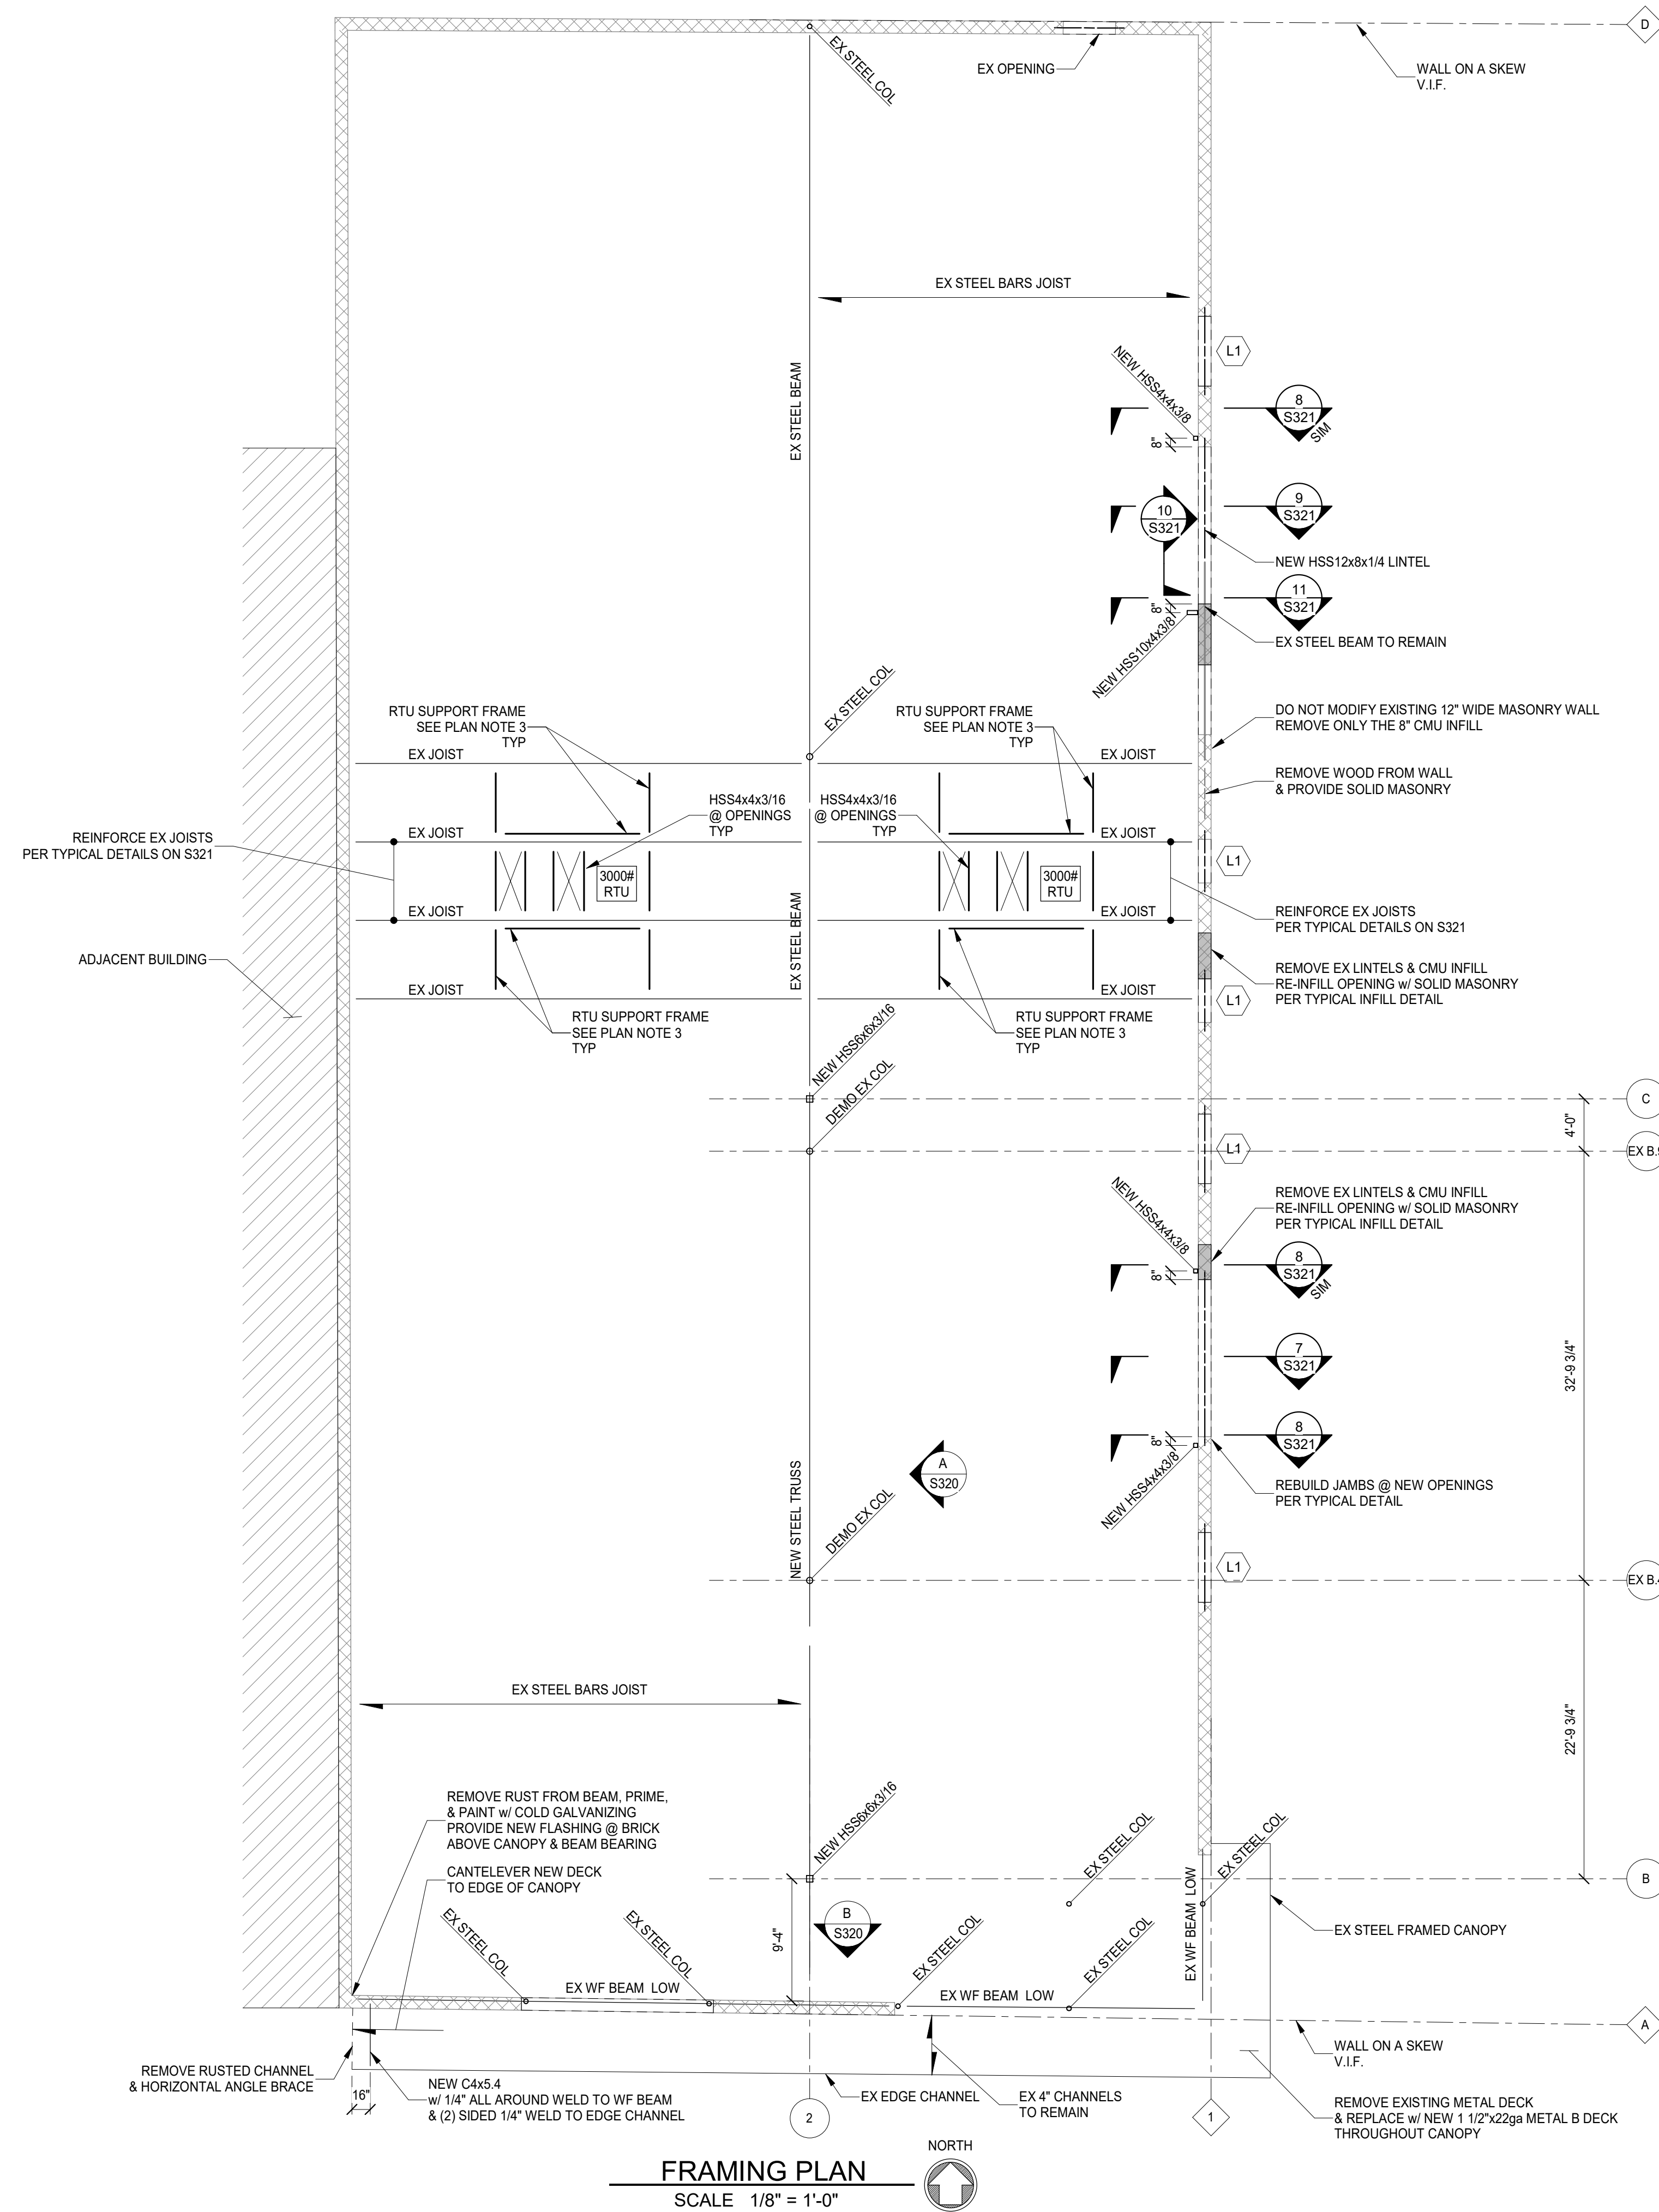 D
EX STEEL COL
EX OPENING
WALL ON A SKEW
V.I.F.
EX STEEL BARS JOIST
EX STEEL BEAM
L1
NEW HSS4x4x3/8
8"
8
S321
SIM
9
S321
10
S321
NEW HSS12x8x1/4 LINTEL
11
S321
8"
NEW HSS10x4x3/8
EX STEEL BEAM TO REMAIN
EX STEEL COL
DO NOT MODIFY EXISTING 12" WIDE MASONRY WALL
REMOVE ONLY THE 8" CMU INFILL
RTU SUPPORT FRAME
SEE PLAN NOTE 3
TYP
RTU SUPPORT FRAME
SEE PLAN NOTE 3
TYP
EX JOIST
EX JOIST
REMOVE WOOD FROM WALL
& PROVIDE SOLID MASONRY
HSS4x4x3/16
@ OPENINGS
TYP
HSS4x4x3/16
@ OPENINGS
TYP
REINFORCE EX JOISTS
PER TYPICAL DETAILS ON S321
EX JOIST
EX JOIST
L1
3000#
RTU
3000#
RTU
EX JOIST
EX STEEL BEAM
EX JOIST
REINFORCE EX JOISTS
PER TYPICAL DETAILS ON S321
ADJACENT BUILDING
REMOVE EX LINTELS & CMU INFILL
RE-INFILL OPENING w/ SOLID MASONRY
PER TYPICAL INFILL DETAIL
EX JOIST
EX JOIST
L1
RTU SUPPORT FRAME
SEE PLAN NOTE 3
TYP
RTU SUPPORT FRAME
SEE PLAN NOTE 3
TYP
NEW HSS6x6x3/16
DEMO EX COL
C
4'-0"
L1
NEW HSS4x4x3/8
REMOVE EX LINTELS & CMU INFILL
RE-INFILL OPENING w/ SOLID MASONRY
PER TYPICAL INFILL DETAIL
8"
8
S321
SIM
7
S321
32'-9 3/4"
8
S321
8"
NEW HSS4x4x3/8
A
S320
NEW STEEL TRUSS
DEMO EX COL
REBUILD JAMBS @ NEW OPENINGS
PER TYPICAL DETAIL
L1
EX STEEL BARS JOIST
22'-9 3/4"
REMOVE RUST FROM BEAM, PRIME,
& PAINT w/ COLD GALVANIZING
PROVIDE NEW FLASHING @ BRICK
ABOVE CANOPY & BEAM BEARING
NEW HSS6x6x3/16
EX STEEL COL
EX STEEL COL
CANTELEVER NEW DECK
TO EDGE OF CANOPY
B
EX STEEL COL
EX STEEL COL
9'-4"
B
S320
EX STEEL COL
EX STEEL COL
EX WF BEAM LOW
EX STEEL FRAMED CANOPY
EX WF BEAM LOW
EX WF BEAM LOW
A
WALL ON A SKEW
V.I.F.
REMOVE RUSTED CHANNEL
& HORIZONTAL ANGLE BRACE
16"
NEW C4x5.4
w/ 1/4" ALL AROUND WELD TO WF BEAM
& (2) SIDED 1/4" WELD TO EDGE CHANNEL
EX EDGE CHANNEL
EX 4" CHANNELS
TO REMAIN
REMOVE EXISTING METAL DECK
& REPLACE w/ NEW 1 1/2"x22ga METAL B DECK
THROUGHOUT CANOPY
2
1
NORTH
FRAMING PLAN
SCALE 1/8" = 1'-0"